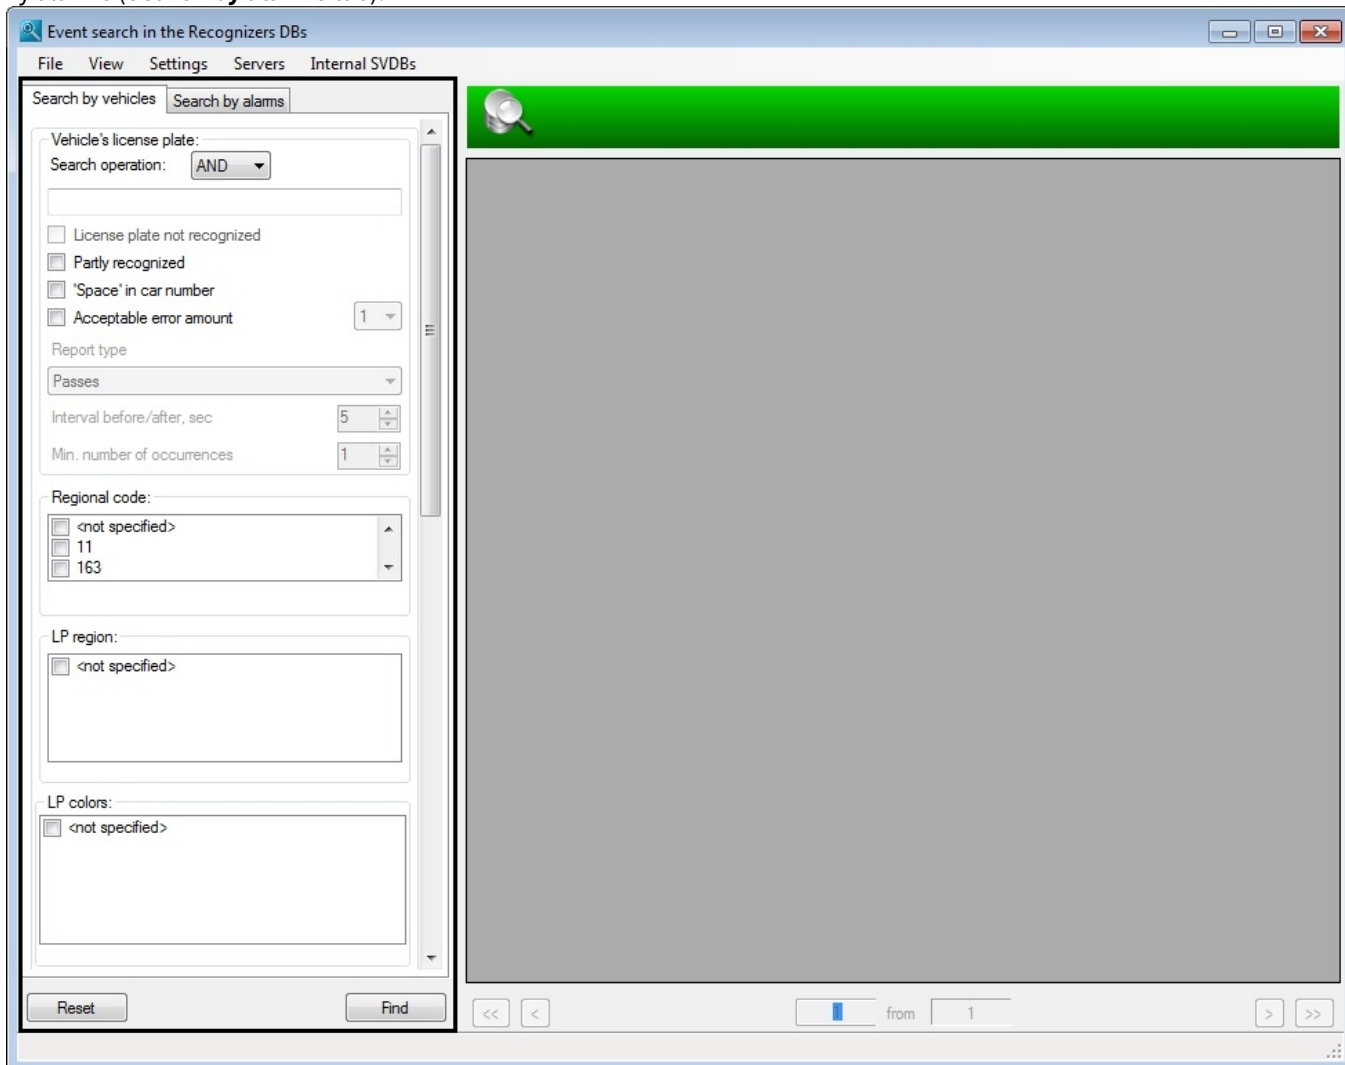 Event search in the Recognizers DBs
File View Settings Servers Internal SVDBs
Search by vehicles Search by alarms
Vehicle's license plate:
Search operation: AND
License plate not recognized
Partly recognized
'Space' in car number
Acceptable error amount 1
Report type
Passes
Interval before/after, sec 5
Min. number of occurrences 1
Regional code:
<not specified>
11
163
LP region:
<not specified>
LP colors:
<not specified>
Reset Find << < 1 from 1 > >>